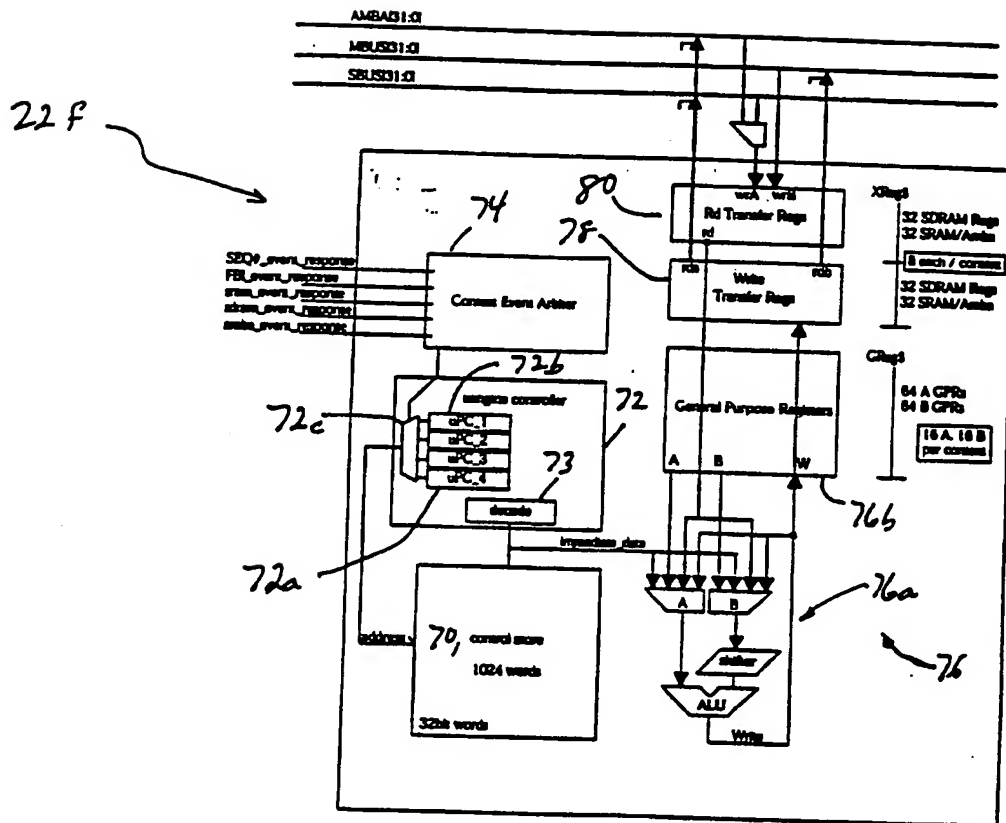 AMBA[31:0]
MBUS[31:0]
SBUS[31:0]
22f
80
wrA wrB
Rd Transfer Regs
rd
XRegs
32 SDRAM Regs
32 SRAM/Amba
74
78
8 each / context
SEQ#_event_response
FBI_event_response
sram_event_response
sdram_event_response
amba_event_response
Context Event Arbiter
rda
rdb
Write
Transfer Regs
32 SDRAM Regs
32 SRAM/Amba
72b
GRegs
uengine controller
72
72c
uPC_1
uPC_2
uPC_3
uPC_4
General Purpose Registers
64 A GPRs
64 B GPRs
16 A, 16 B
per context
73
A
B
W
decode
76b
immediate_data
72a
A
B
76a
address
70,
control store
1024 words
shifter
76
ALU
32bit words
Write